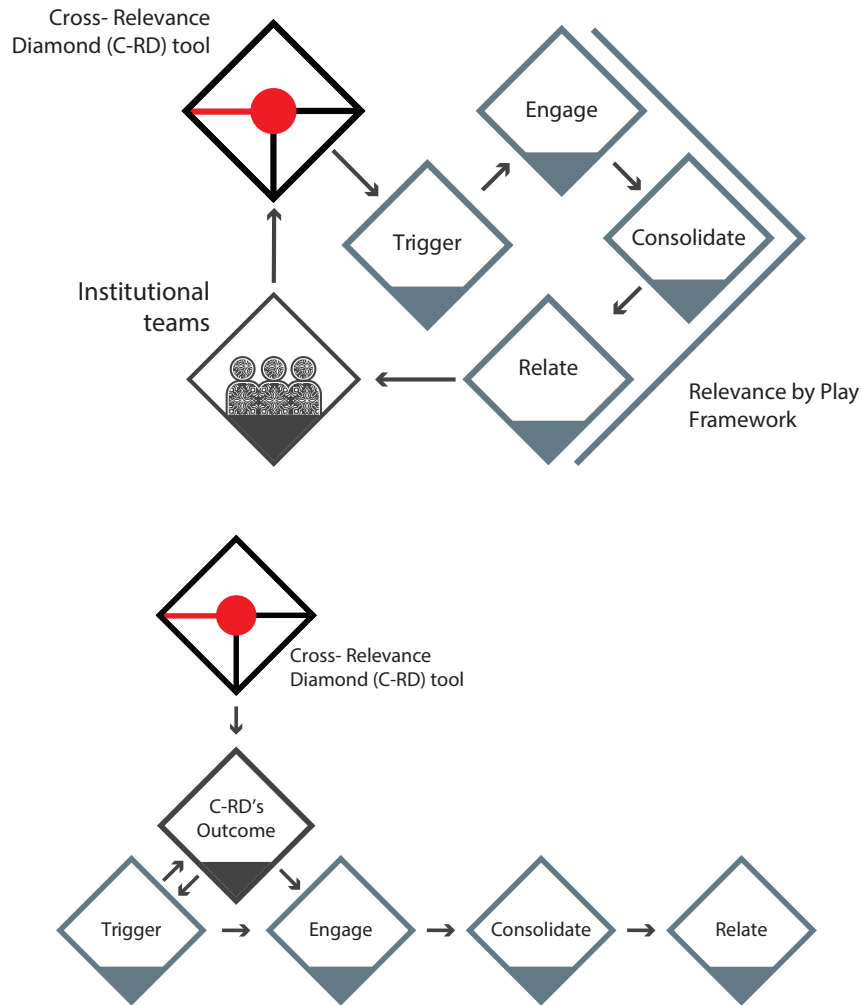 Cross- Relevance
Diamond (C-RD) tool
Engage
Trigger
Consolidate
Institutional
teams
Relate
Relevance by Play
Framework
Cross- Relevance
Diamond (C-RD) tool
C-RD's
Outcome
Trigger
Engage
Consolidate
Relate